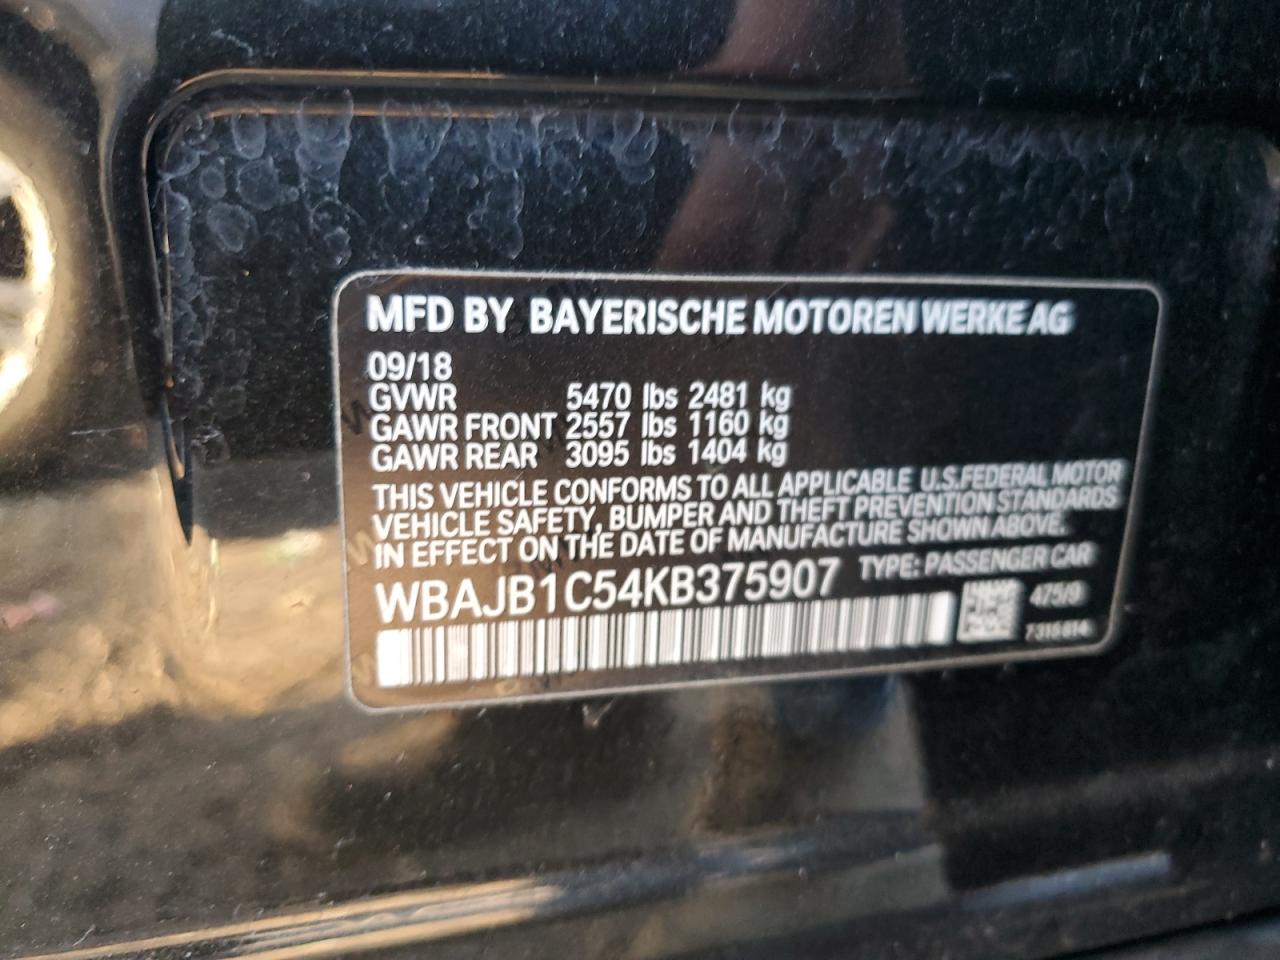 MFD BY BAYERISCHE MOTOREN WERKE AG
09/18
GVWR 5470 lbs 2481 kg
GAWR FRONT 2557 lbs 1160 kg
GAWR REAR 3095 lbs 1404 kg
THIS VEHICLE CONFORMS TO ALL APPLICABLE U.S.FEDERAL MOTOR
VEHICLE SAFETY, BUMPER AND THEFT PREVENTION STANDARDS
IN EFFECT ON THE DATE OF MANUFACTURE SHOWN ABOVE.
WBAJB1C54KB375907 TYPE: PASSENGER CAR
475/9